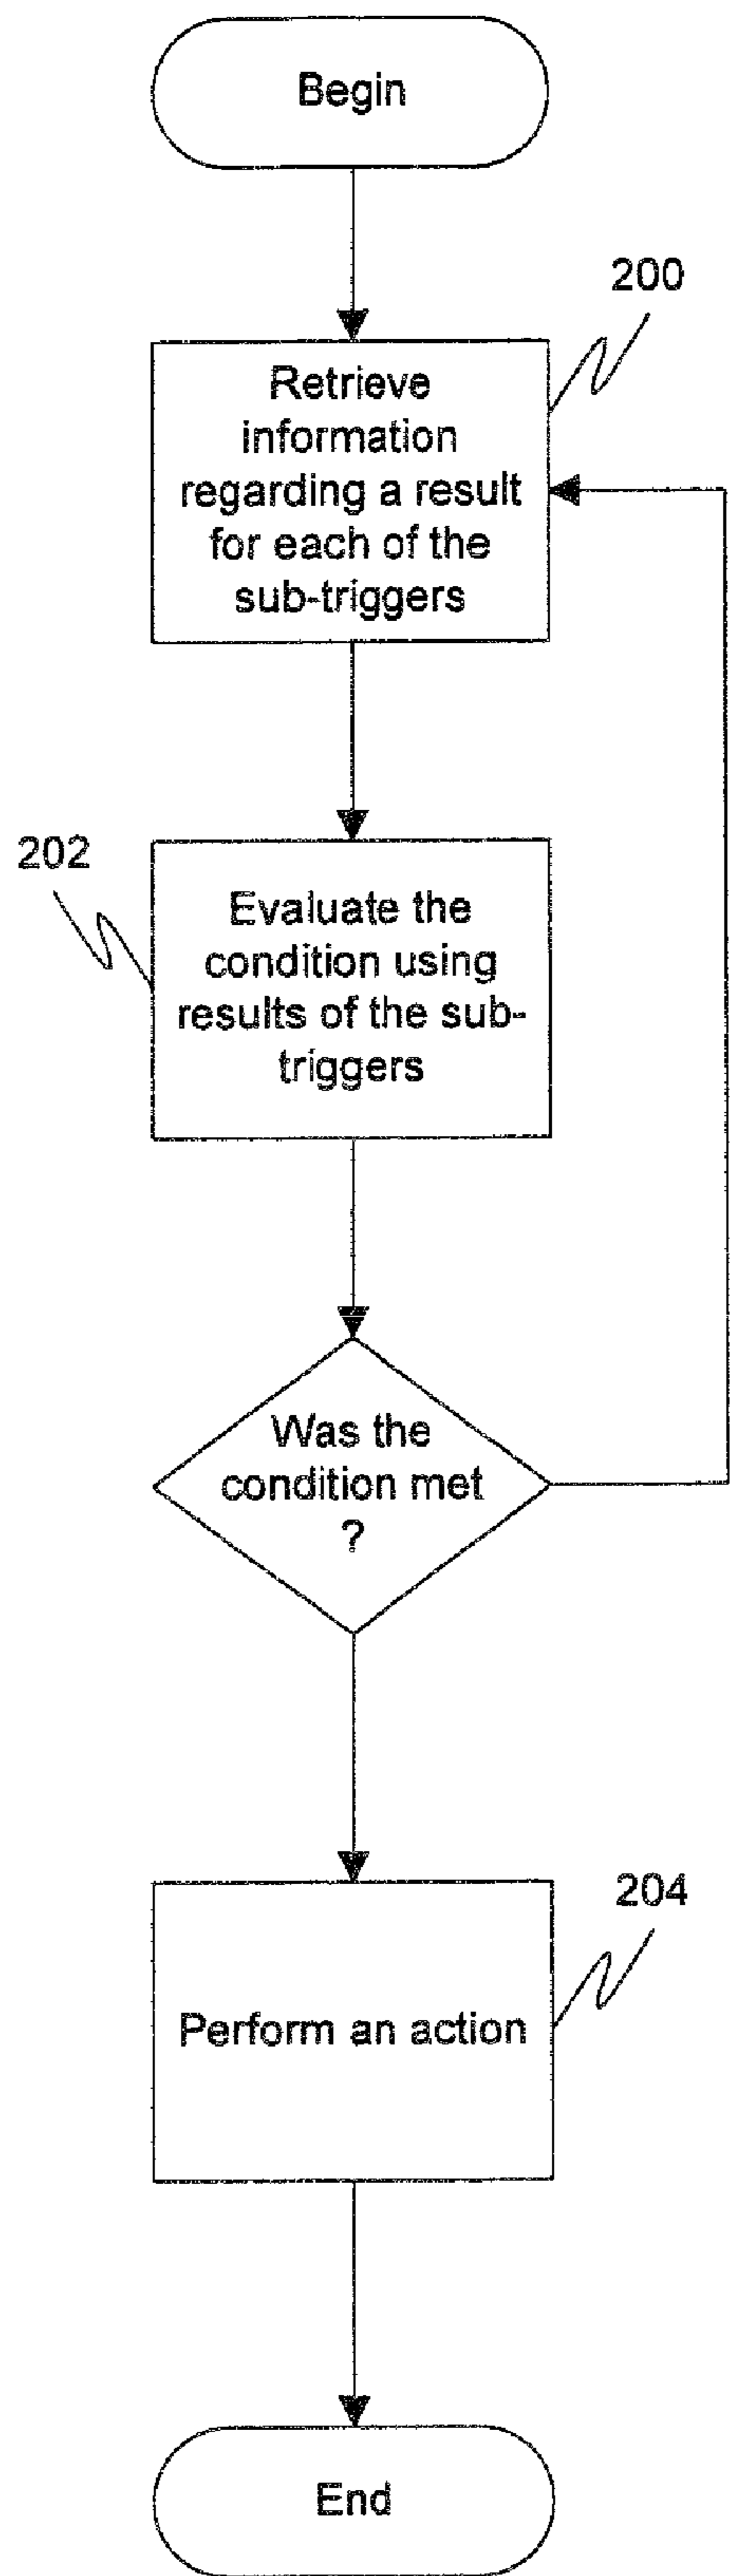 Begin
200
Retrieve
information
regarding a result
for each of the
sub-triggers
202
Evaluate the
condition using
results of the sub-
triggers
Was the
condition met
?
204
Perform an action
End